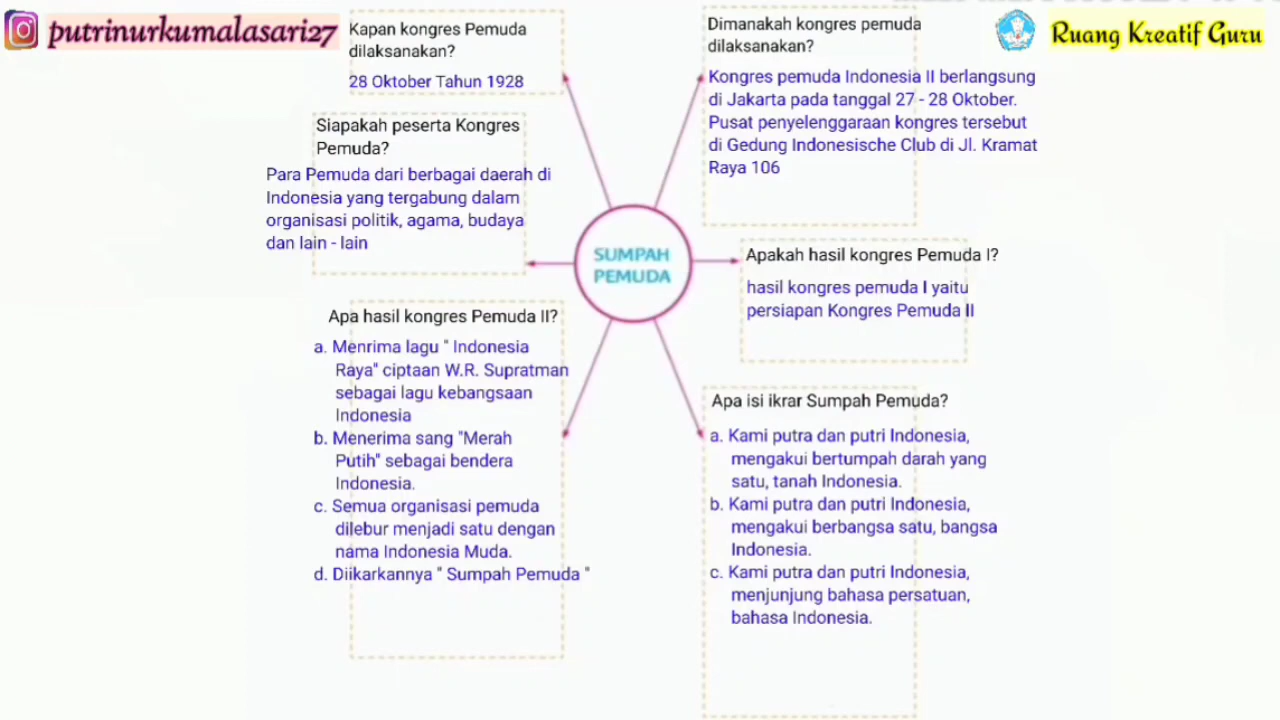 putrinurkumalasari27
Ruang Kreatif Guru
Kapan kongres Pemuda
dilaksanakan?
28 Oktober Tahun 1928
Dimanakah kongres pemuda
dilaksanakan?
Kongres pemuda Indonesia II berlangsung
di Jakarta pada tanggal 27 - 28 Oktober.
Pusat penyelenggaraan kongres tersebut
di Gedung Indonesische Club di Jl. Kramat
Raya 106
Siapakah peserta Kongres
Pemuda?
Para Pemuda dari berbagai daerah di
Indonesia yang tergabung dalam
organisasi politik, agama, budaya
dan lain - lain
SUMPAH
PEMUDA
Apakah hasil kongres Pemuda I?
hasil kongres pemuda I yaitu
persiapan Kongres Pemuda II
Apa hasil kongres Pemuda II?
a. Menrima lagu " Indonesia
Raya" ciptaan W.R. Supratman
sebagai lagu kebangsaan
Indonesia
b. Menerima sang "Merah
Putih" sebagai bendera
Indonesia.
c. Semua organisasi pemuda
dilebur menjadi satu dengan
nama Indonesia Muda.
d. Diikarkannya " Sumpah Pemuda "
Apa isi ikrar Sumpah Pemuda?
a. Kami putra dan putri Indonesia,
mengakui bertumpah darah yang
satu, tanah Indonesia.
b. Kami putra dan putri Indonesia,
mengakui berbangsa satu, bangsa
Indonesia.
c. Kami putra dan putri Indonesia,
menjunjung bahasa persatuan,
bahasa Indonesia.